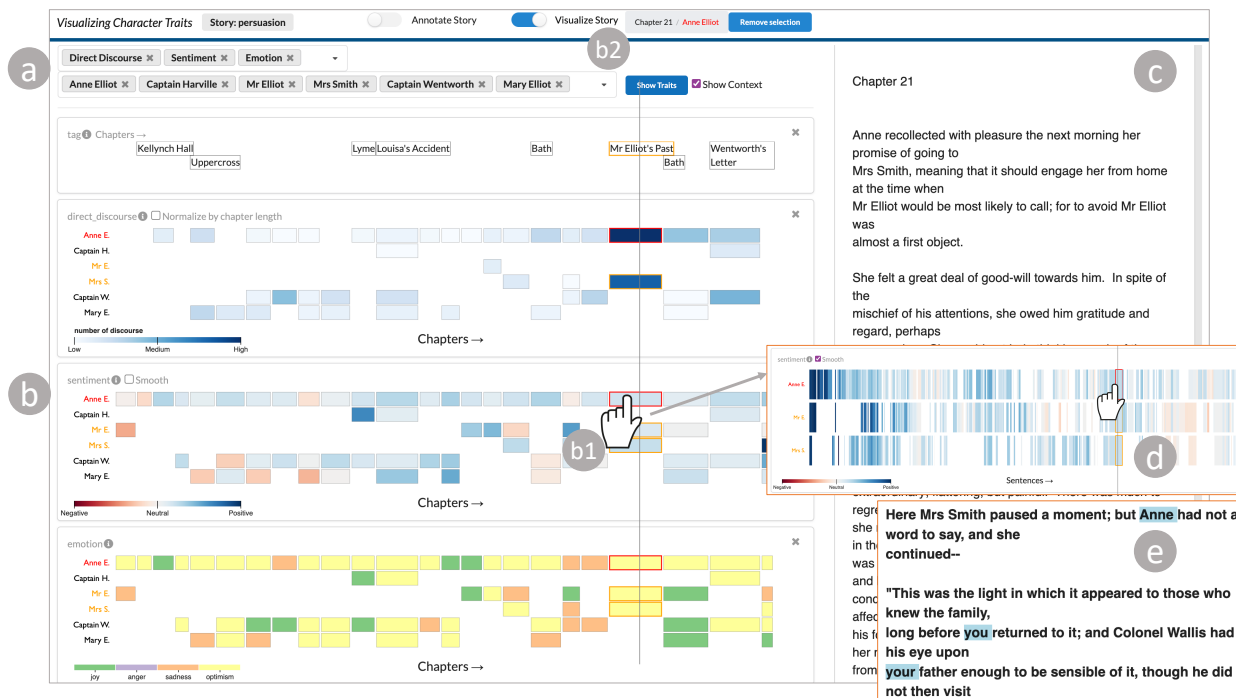 Visualizing Character Traits
Story: persuasion
Annotate Story
Visualize Story
Chapter 21 / Anne Elliot
Remove selection
a
Direct Discourse ✖ Sentiment ✖ Emotion ✖
b2
c
Anne Elliot ✖ Captain Harville ✖ Mr Elliot ✖ Mrs Smith ✖ Captain Wentworth ✖ Mary Elliot ✖
Show Traits
Show Context
tag Chapters →
Kellynch Hall
Uppercross
Lyme
Louisa's Accident
Bath
Mr Elliot's Past
Bath
Wentworth's
Letter
direct_discourse Normalize by chapter length
Anne E.
Captain H.
Mr E.
Mrs S.
Captain W.
Mary E.
number of discourse
Low Medium High
Chapters →
b
sentiment Smooth
Anne E.
Captain H.
Mr E.
Mrs S.
Captain W.
Mary E.
b1
Negative Neutral Positive
Chapters →
emotion
Anne E.
Captain H.
Mr E.
Mrs S.
Captain W.
Mary E.
joy anger sadness optimism
Chapters →
Chapter 21
Anne recollected with pleasure the next morning her
promise of going to
Mrs Smith, meaning that it should engage her from home
at the time when
Mr Elliot would be most likely to call; for to avoid Mr Elliot
was
almost a first object.
She felt a great deal of good-will towards him. In spite of
the
mischief of his attentions, she owed him gratitude and
regard, perhaps
sentiment Smooth
Anne E.
Mr E.
Mrs S.
Negative Neutral Positive
Sentences →
d
regre
she
in th
was
and
conc
affec
his f
her r
from
Here Mrs Smith paused a moment; but Anne had not a
word to say, and she
continued--
e
"This was the light in which it appeared to those who
knew the family,
long before you returned to it; and Colonel Wallis had
his eye upon
your father enough to be sensible of it, though he did
not then visit